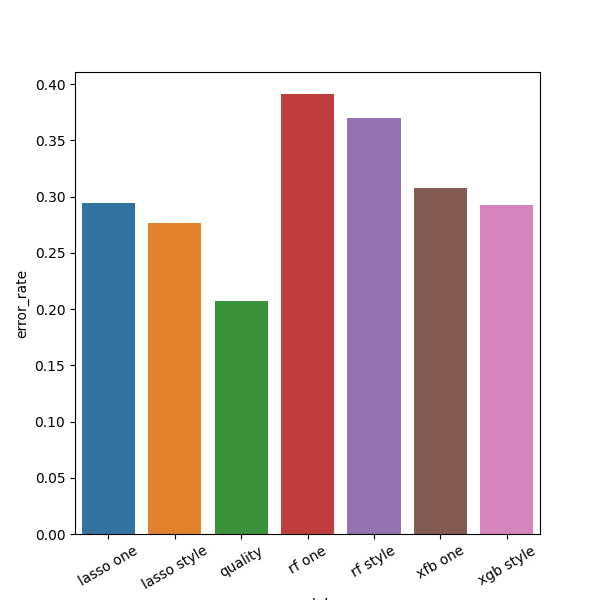 0.40
0.35
0.30
0.25
0.20
0.15
0.10
0.05
0.00
error_rate
lasso one
lasso style
quality
rf one
rf style
xfb one
xgb style